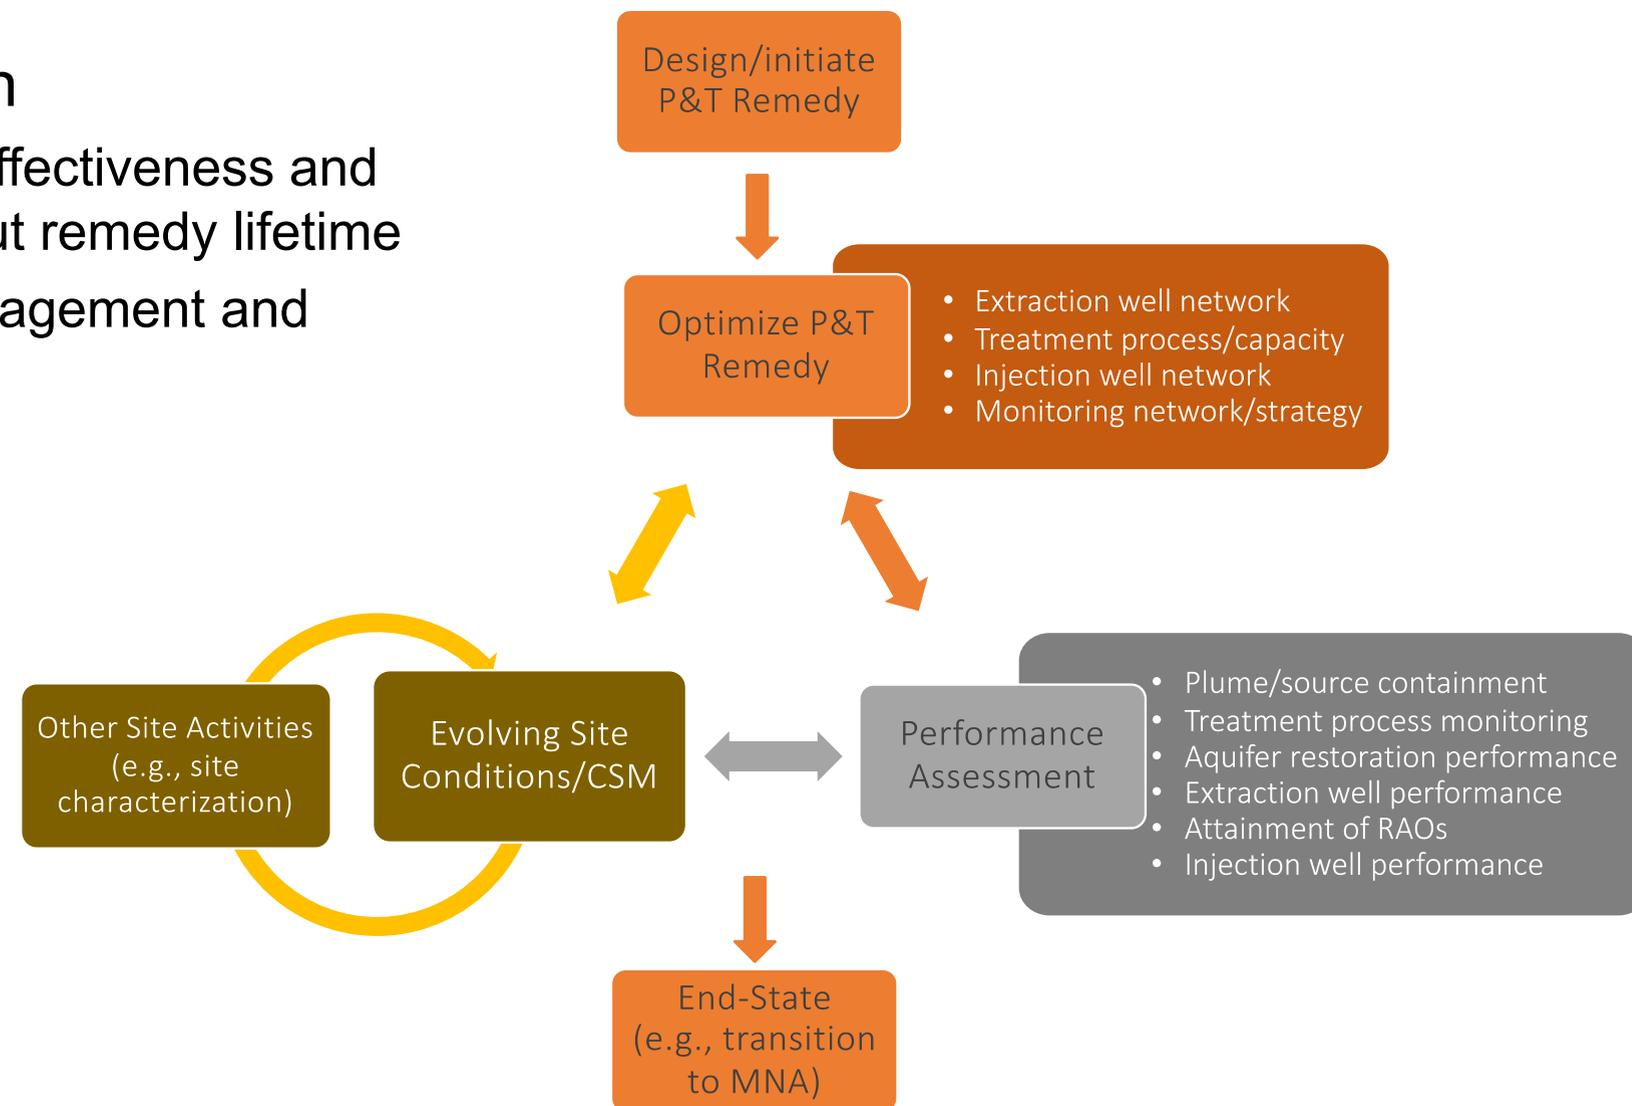 n
ffectiveness and
ut remedy lifetime
agement and
Design/initiate
P&T Remedy
Optimize P&T
Remedy
• Extraction well network
• Treatment process/capacity
• Injection well network
• Monitoring network/strategy
Other Site Activities
(e.g., site
characterization)
Evolving Site
Conditions/CSM
Performance
Assessment
• Plume/source containment
• Treatment process monitoring
• Aquifer restoration performance
• Extraction well performance
• Attainment of RAOs
• Injection well performance
End-State
(e.g., transition
to MNA)